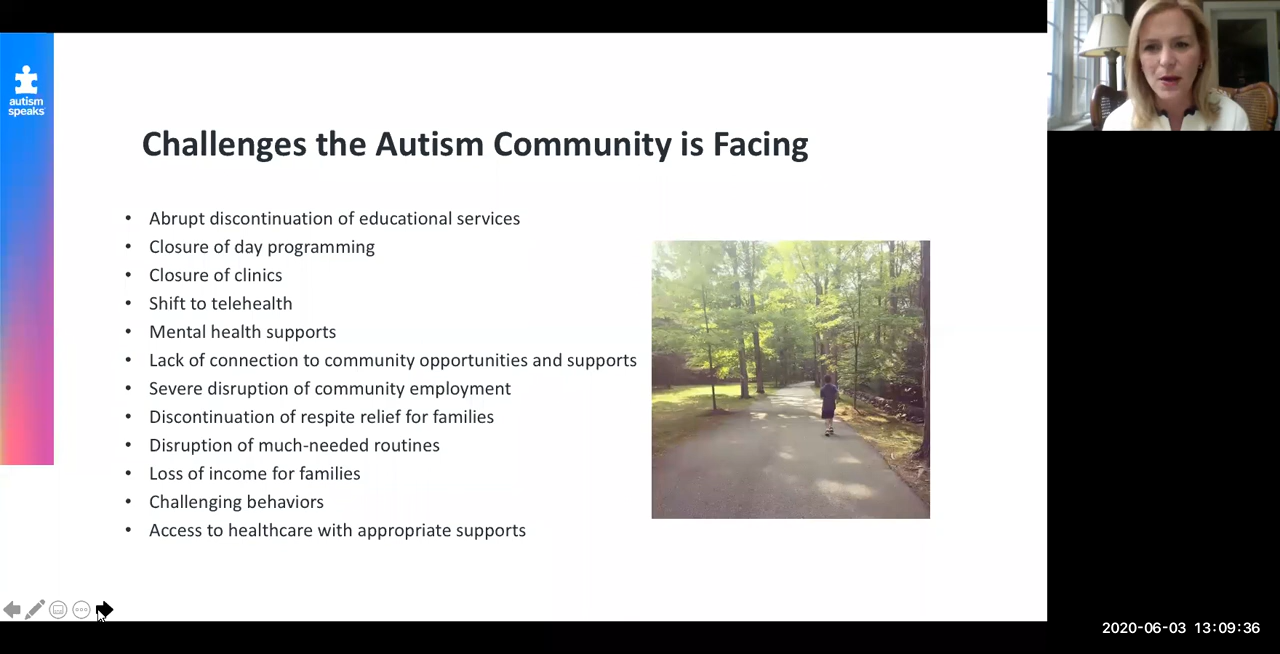 autism
speaks
Challenges the Autism Community is Facing
• Abrupt discontinuation of educational services
• Closure of day programming
• Closure of clinics
• Shift to telehealth
• Mental health supports
• Lack of connection to community opportunities and supports
• Severe disruption of community employment
• Discontinuation of respite relief for families
• Disruption of much-needed routines
• Loss of income for families
• Challenging behaviors
• Access to healthcare with appropriate supports
2020-06-03 13:09:36